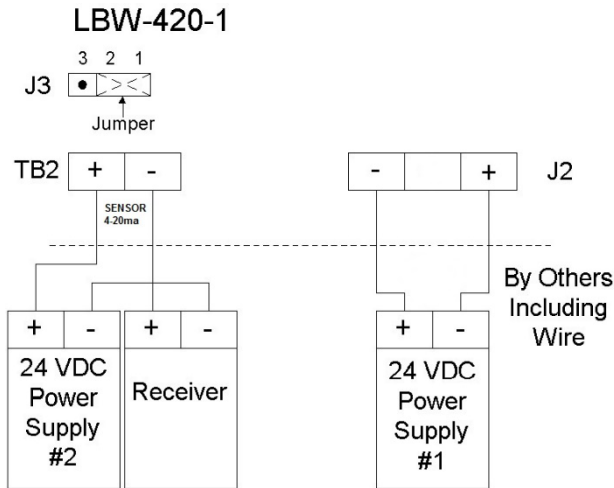 LBW-420-1
3 2 1
J3
Jumper
TB2 + - - + J2
SENSOR
4-20ma
By Others
Including
Wire
+ - + - + -
24 VDC
Power
Supply
#2
Receiver
24 VDC
Power
Supply
#1